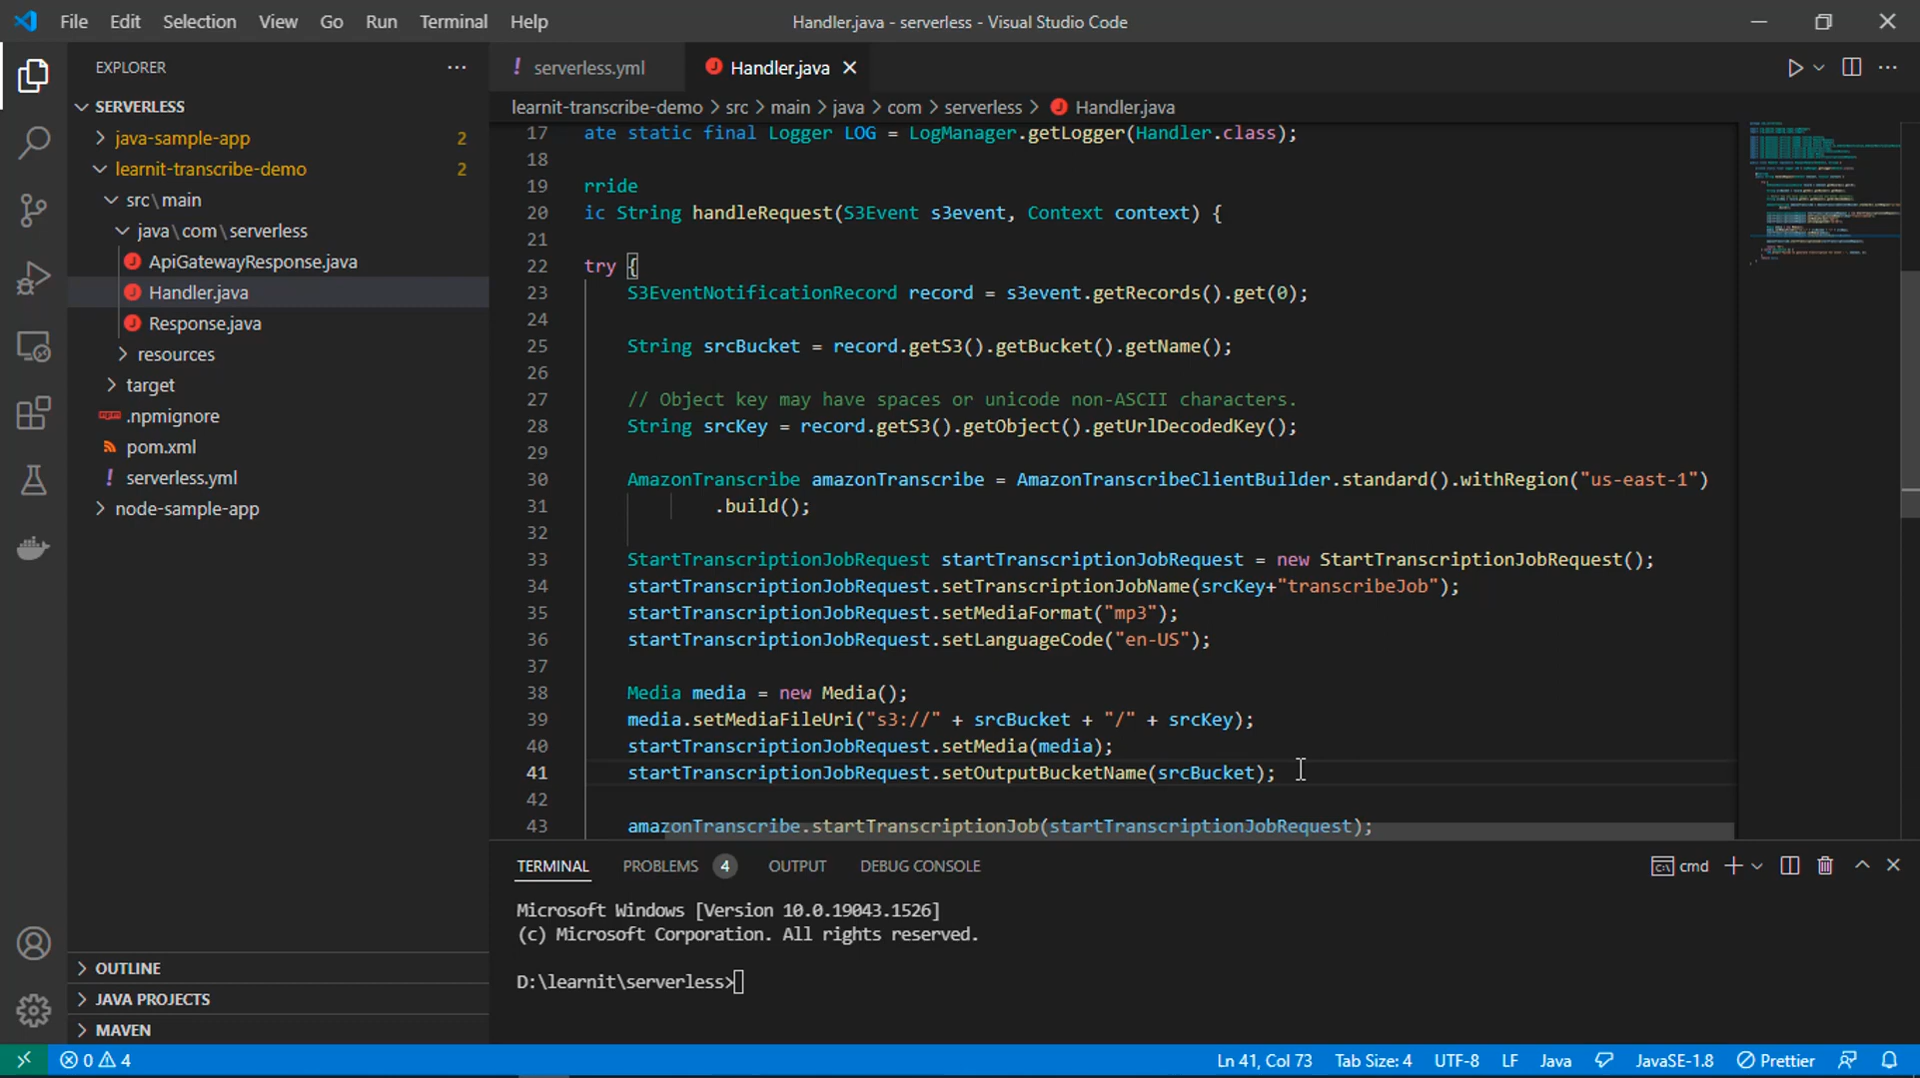 File Edit Selection View Go Run Terminal Help
Handler.java - serverless - Visual Studio Code
EXPLORER
SERVERLESS
java-sample-app 2
learnit-transcribe-demo 2
src\main
java\com\serverless
ApiGatewayResponse.java
Handler.java
Response.java
resources
target
.npmignore
pom.xml
serverless.yml
node-sample-app
OUTLINE
JAVA PROJECTS
MAVEN
! serverless.yml
Handler.java
learnit-transcribe-demo > src > main > java > com > serverless > Handler.java
17 ate static final Logger LOG = LogManager.getLogger(Handler.class);
18
19 rride
20 ic String handleRequest(S3Event s3event, Context context) {
21
22 try {
23 S3EventNotificationRecord record = s3event.getRecords().get(0);
24
25 String srcBucket = record.getS3().getBucket().getName();
26
27 // Object key may have spaces or unicode non-ASCII characters.
28 String srcKey = record.getS3().getObject().getUrlDecodedKey();
29
30 AmazonTranscribe amazonTranscribe = AmazonTranscribeClientBuilder.standard().withRegion("us-east-1")
31 .build();
32
33 StartTranscriptionJobRequest startTranscriptionJobRequest = new StartTranscriptionJobRequest();
34 startTranscriptionJobRequest.setTranscriptionJobName(srcKey+"transcribeJob");
35 startTranscriptionJobRequest.setMediaFormat("mp3");
36 startTranscriptionJobRequest.setLanguageCode("en-US");
37
38 Media media = new Media();
39 media.setMediaFileUri("s3://" + srcBucket + "/" + srcKey);
40 startTranscriptionJobRequest.setMedia(media);
41 startTranscriptionJobRequest.setOutputBucketName(srcBucket);
42
43 amazonTranscribe.startTranscriptionJob(startTranscriptionJobRequest);
TERMINAL PROBLEMS 4 OUTPUT DEBUG CONSOLE
cmd
Microsoft Windows [Version 10.0.19043.1526]
(c) Microsoft Corporation. All rights reserved.
D:\learnit\serverless>
0 4
Ln 41, Col 73 Tab Size: 4 UTF-8 LF Java JavaSE-1.8 Prettier